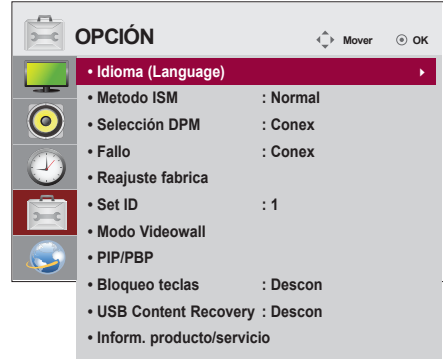 OPCIÓN
Mover
OK
• Idioma (Language)
• Metodo ISM : Normal
• Selección DPM : Conex
• Fallo : Conex
• Reajuste fabrica
• Set ID : 1
• Modo Videowall
• PIP/PBP
• Bloqueo teclas : Descon
• USB Content Recovery : Descon
• Inform. producto/servicio